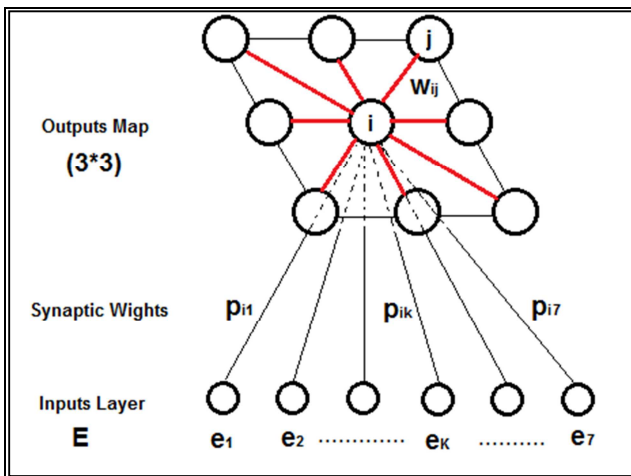 j
Wij
i
Outputs Map
(3*3)
Synaptic Wights
pi1
pik
pi7
Inputs Layer
E
e1 e2 ............... eK .......... e7